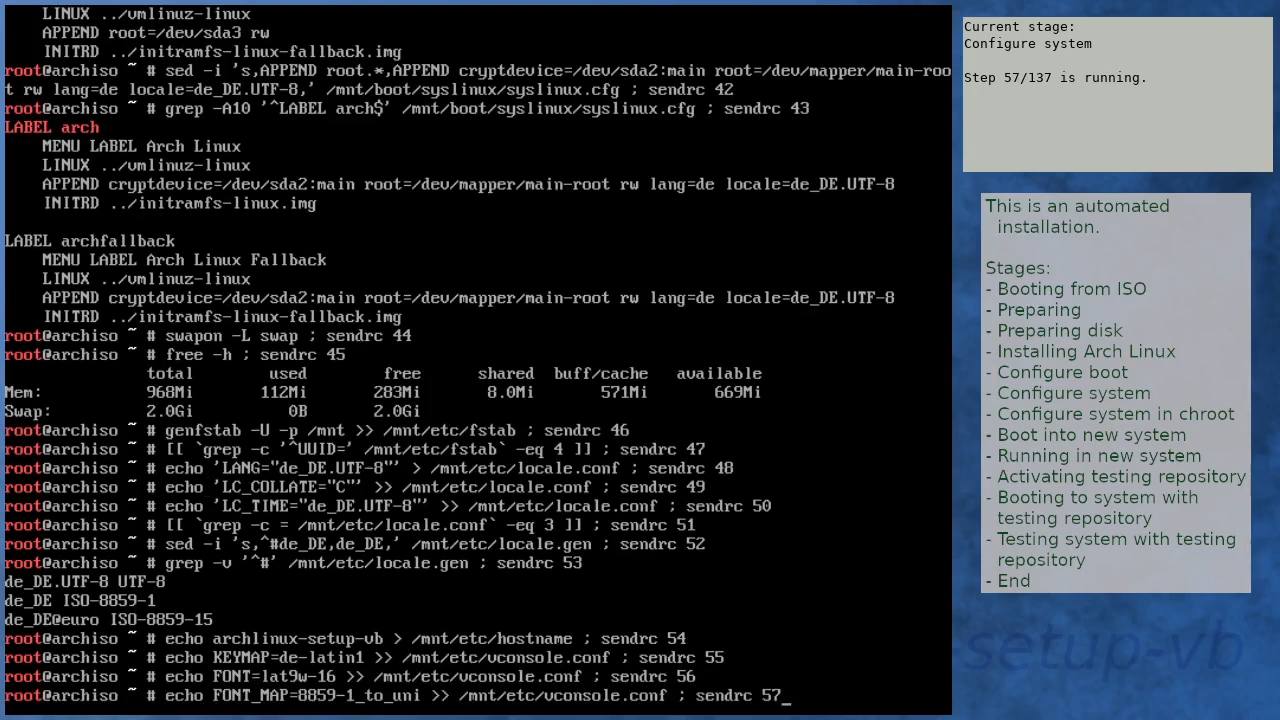 LINUX ../vmlinuz-linux
APPEND root=/dev/sda3 rw
INITRD ../initramfs-linux-fallback.img
root@archiso ~ # sed -i 's,APPEND root.*,APPEND cryptdevice=/dev/sda2:main root=/dev/mapper/main-roo
t rw lang=de locale=de_DE.UTF-8,' /mnt/boot/syslinux/syslinux.cfg ; sendrc 42
root@archiso ~ # grep -A10 '^LABEL arch$' /mnt/boot/syslinux/syslinux.cfg ; sendrc 43
LABEL arch
MENU LABEL Arch Linux
LINUX ../vmlinuz-linux
APPEND cryptdevice=/dev/sda2:main root=/dev/mapper/main-root rw lang=de locale=de_DE.UTF-8
INITRD ../initramfs-linux.img
LABEL archfallback
MENU LABEL Arch Linux Fallback
LINUX ../vmlinuz-linux
APPEND cryptdevice=/dev/sda2:main root=/dev/mapper/main-root rw lang=de locale=de_DE.UTF-8
INITRD ../initramfs-linux-fallback.img
root@archiso ~ # swapon -L swap ; sendrc 44
root@archiso ~ # free -h ; sendrc 45
total used free shared buff/cache available
Mem: 968Mi 112Mi 283Mi 8.0Mi 571Mi 669Mi
Swap: 2.0Gi 0B 2.0Gi
root@archiso ~ # genfstab -U -p /mnt >> /mnt/etc/fstab ; sendrc 46
root@archiso ~ # [[ `grep -c '^UUID=' /mnt/etc/fstab` -eq 4 ]] ; sendrc 47
root@archiso ~ # echo 'LANG="de_DE.UTF-8"' > /mnt/etc/locale.conf ; sendrc 48
root@archiso ~ # echo 'LC_COLLATE="C"' >> /mnt/etc/locale.conf ; sendrc 49
root@archiso ~ # echo 'LC_TIME="de_DE.UTF-8"' >> /mnt/etc/locale.conf ; sendrc 50
root@archiso ~ # [[ `grep -c = /mnt/etc/locale.conf` -eq 3 ]] ; sendrc 51
root@archiso ~ # sed -i 's,^#de_DE,de_DE,' /mnt/etc/locale.gen ; sendrc 52
root@archiso ~ # grep -v '^#' /mnt/etc/locale.gen ; sendrc 53
de_DE.UTF-8 UTF-8
de_DE ISO-8859-1
de_DE@euro ISO-8859-15
root@archiso ~ # echo archlinux-setup-vb > /mnt/etc/hostname ; sendrc 54
root@archiso ~ # echo KEYMAP=de-latin1 >> /mnt/etc/vconsole.conf ; sendrc 55
root@archiso ~ # echo FONT=lat9w-16 >> /mnt/etc/vconsole.conf ; sendrc 56
root@archiso ~ # echo FONT_MAP=8859-1_to_uni >> /mnt/etc/vconsole.conf ; sendrc 57_
Current stage:
Configure system
Step 57/137 is running.
This is an automated
installation.
Stages:
- Booting from ISO
- Preparing
- Preparing disk
- Installing Arch Linux
- Configure boot
- Configure system
- Configure system in chroot
- Boot into new system
- Running in new system
- Activating testing repository
- Booting to system with
testing repository
- Testing system with testing
repository
- End
setup-vb